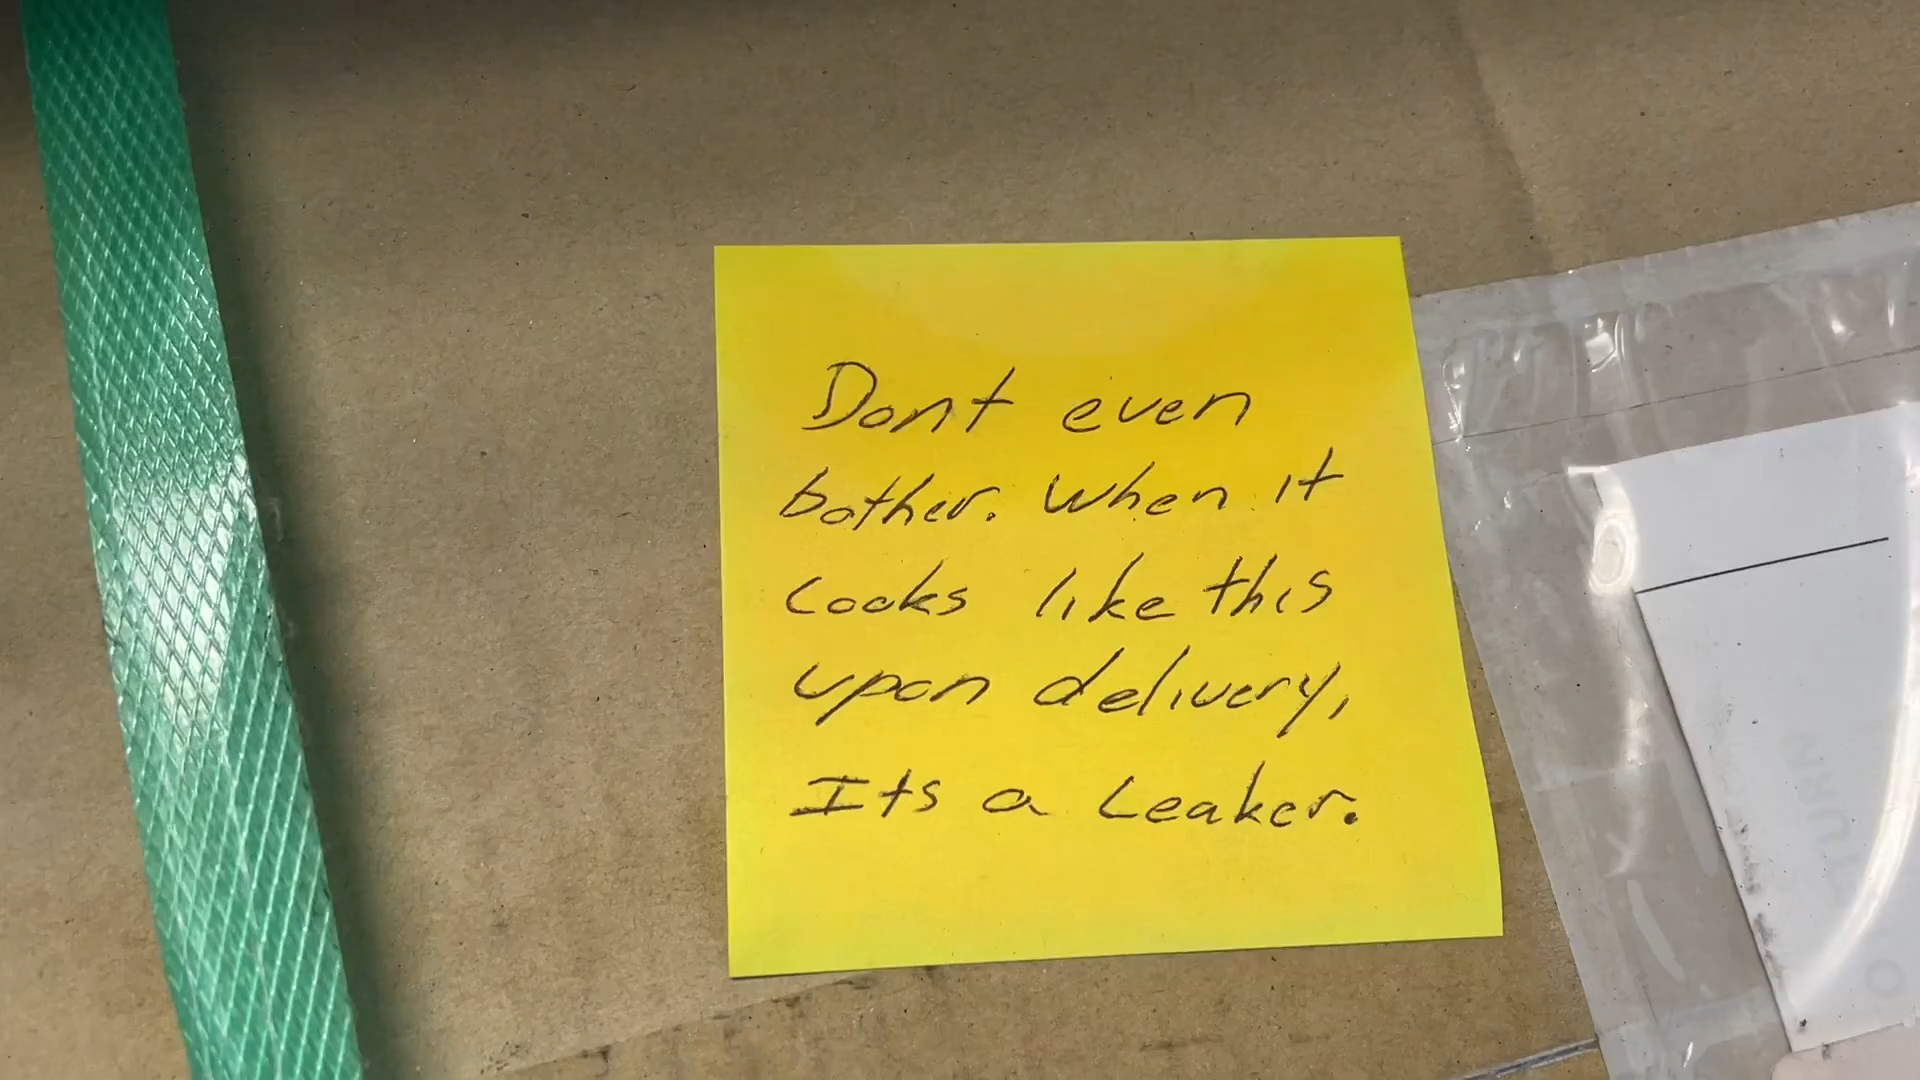 Dont even
bother. When it
Looks like this
upon delivery,
Its a Leaker.